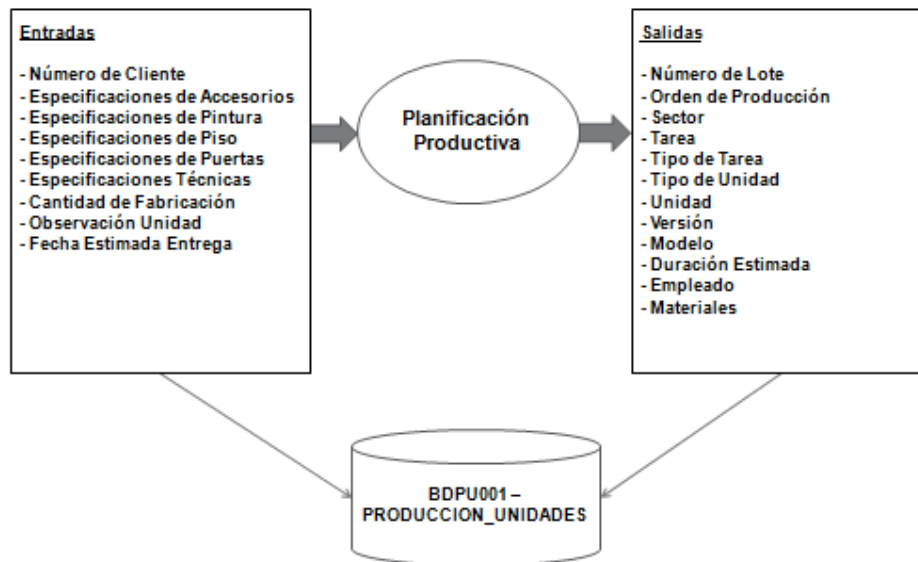 Entradas
- Número de Cliente
- Especificaciones de Accesorios
- Especificaciones de Pintura
- Especificaciones de Piso
- Especificaciones de Puertas
- Especificaciones Técnicas
- Cantidad de Fabricación
- Observación Unidad
- Fecha Estimada Entrega
Planificación
Productiva
Salidas
- Número de Lote
- Orden de Producción
- Sector
- Tarea
- Tipo de Tarea
- Tipo de Unidad
- Unidad
- Versión
- Modelo
- Duración Estimada
- Empleado
- Materiales
BDPU001 –
PRODUCCION_UNIDADES